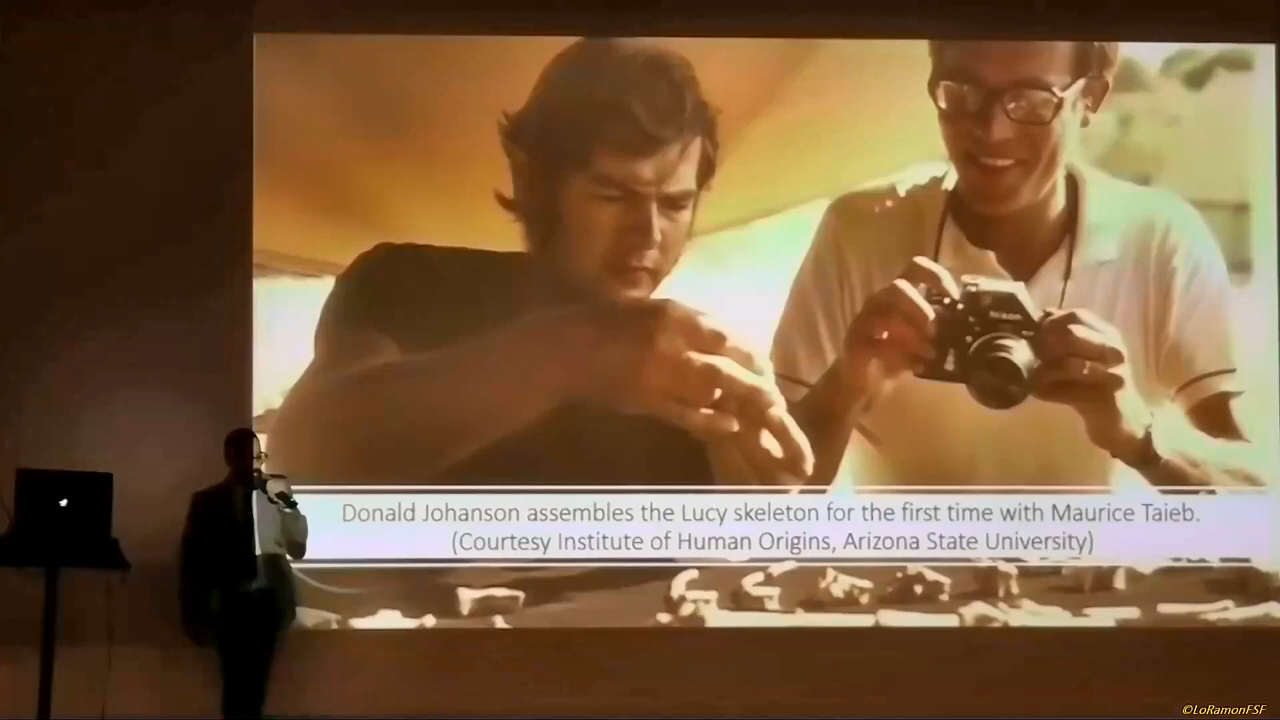 Donald Johanson assembles the Lucy skeleton for the first time with Maurice Taieb.
(Courtesy Institute of Human Origins, Arizona State University)
©LoRamonFSF